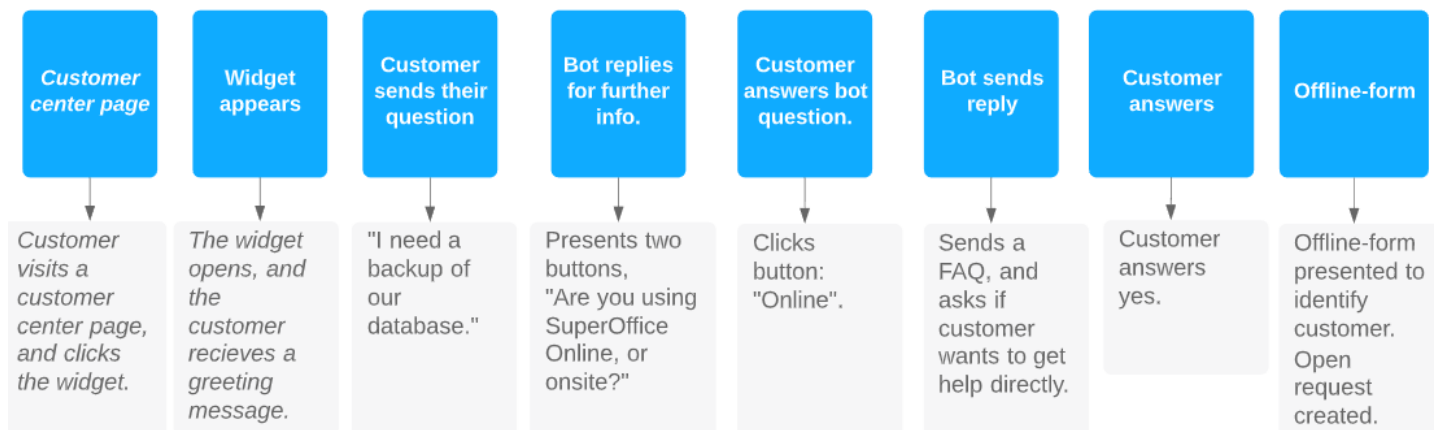 Customer
center page
Widget
appears
Customer
sends their
question
Bot replies
for further
info.
Customer
answers bot
question.
Bot sends
reply
Customer
answers
Offline-form
Customer
visits a
customer
center page,
and clicks
the widget.
The widget
opens, and
the
customer
recieves a
greeting
message.
"I need a
backup of
our
database."
Presents two
buttons,
"Are you using
SuperOffice
Online, or
onsite?"
Clicks
button:
"Online".
Sends a
FAQ, and
asks if
customer
wants to get
help directly.
Customer
answers
yes.
Offline-form
presented to
identify
customer.
Open
request
created.